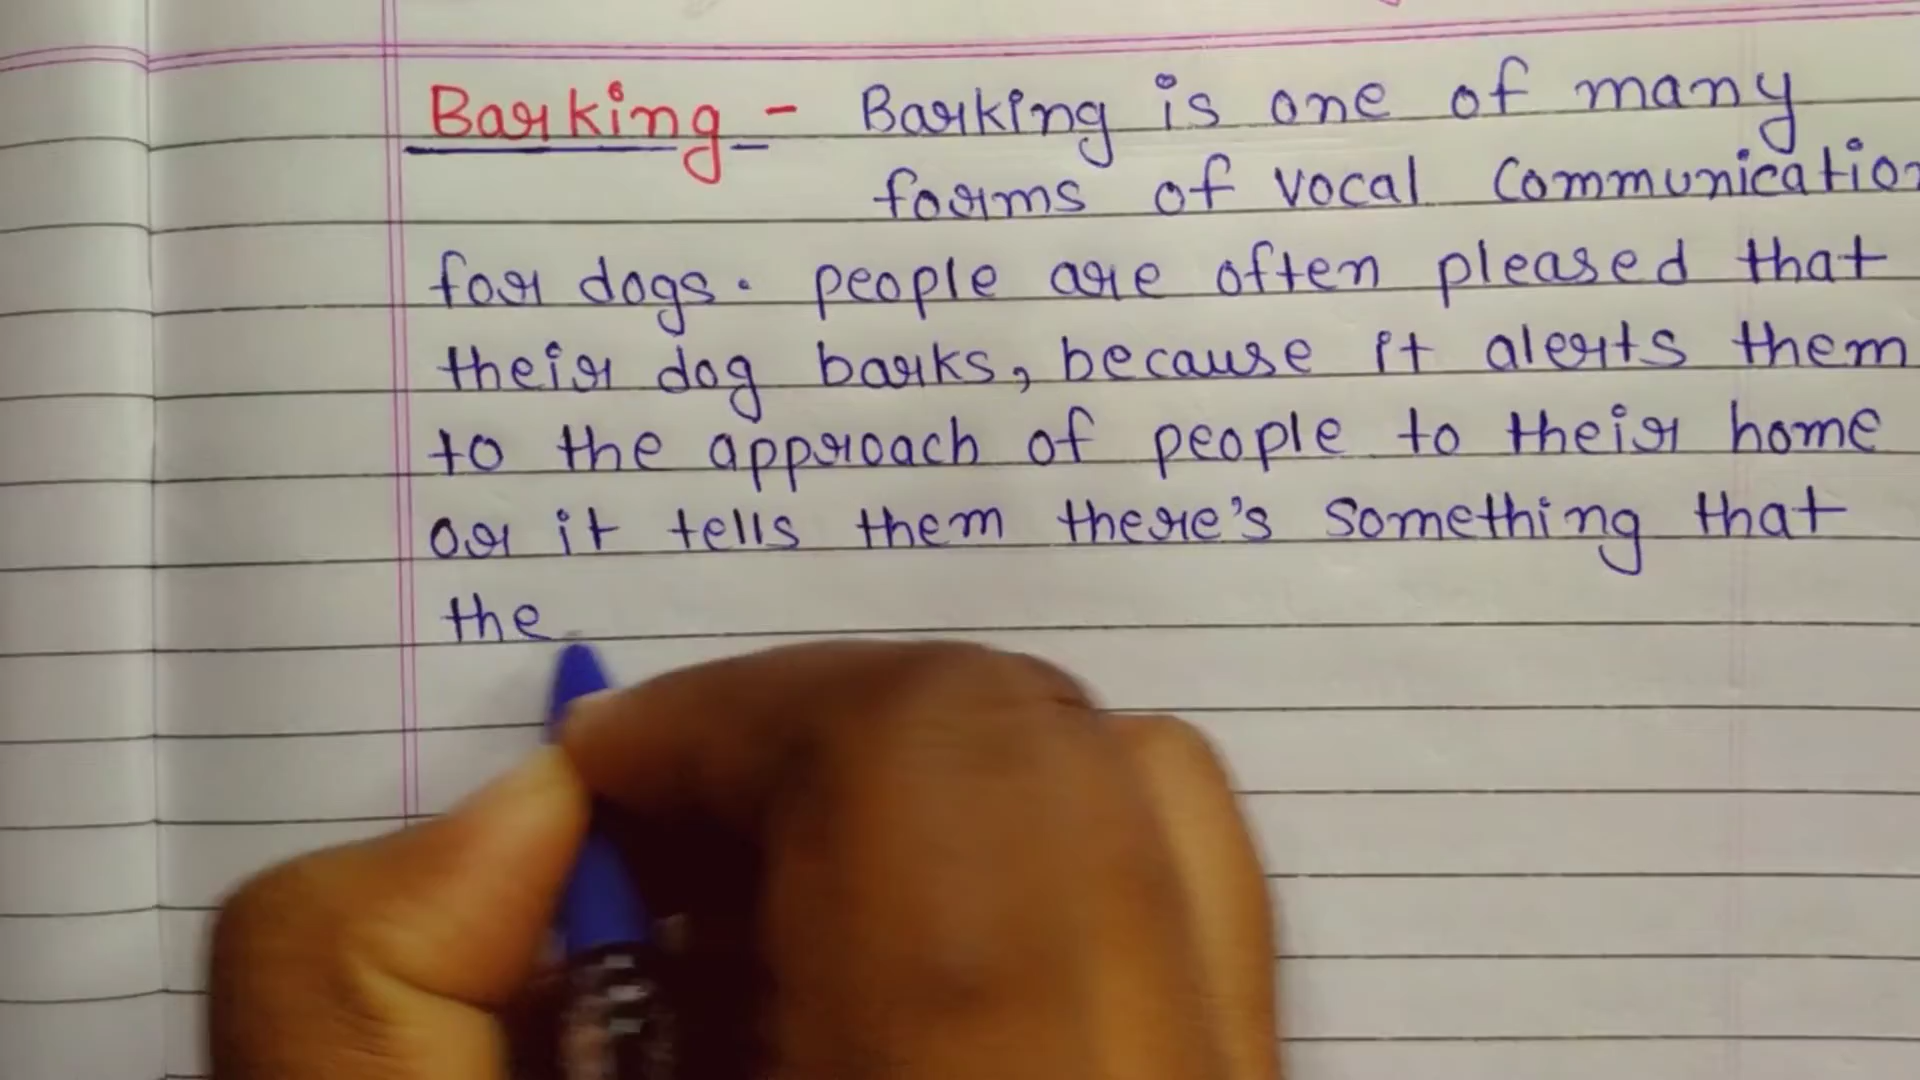 Barking - Barking is one of many
forms of vocal communication
for dogs. people are often pleased that
their dog barks, because it alerts them
to the approach of people to their home
or it tells them there's something that
the